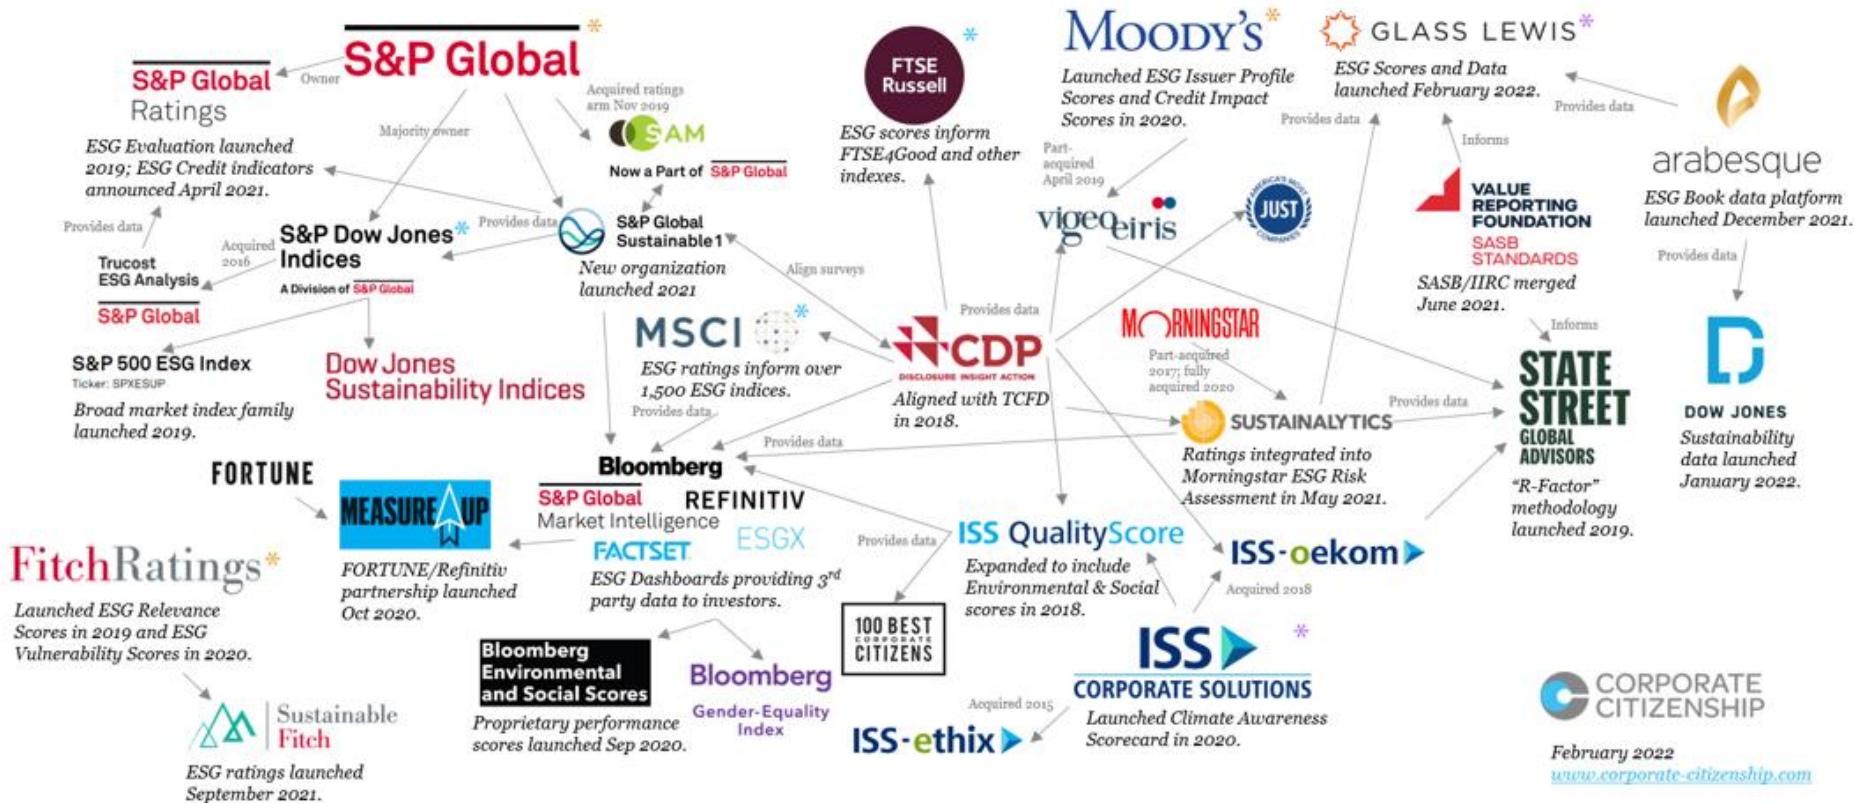 S&P Global
Owner
S&P Global
Ratings
ESG Evaluation launched
2019; ESG Credit indicators
announced April 2021.
Majority owner
Acquired ratings
arm Nov 2019
SAM
Now a Part of S&P Global
Provides data
Trucost
ESG Analysis
S&P Global
Acquired
2016
S&P Dow Jones
Indices
A Division of S&P Global
Provides data
S&P Global
Sustainable1
New organization
launched 2021
Align surveys
S&P 500 ESG Index
Ticker: SPXESUP
Broad market index family
launched 2019.
Dow Jones
Sustainability Indices
MSCI
ESG ratings inform over
1,500 ESG indices.
Provides data
FTSE
Russell
ESG scores inform
FTSE4Good and other
indexes.
Provides data
CDP
DISCLOSURE INSIGHT ACTION
Aligned with TCFD
in 2018.
MOODY'S
Launched ESG Issuer Profile
Scores and Credit Impact
Scores in 2020.
Part-
acquired
April 2019
vigeoeiris
AMERICA'S MOST
JUST
COMPANIES
GLASS LEWIS
ESG Scores and Data
launched February 2022.
Provides data
Provides data
Informs
arabesque
ESG Book data platform
launched December 2021.
Provides data
VALUE
REPORTING
FOUNDATION
SASB
STANDARDS
SASB/IIRC merged
June 2021.
Informs
MORNINGSTAR
Part-acquired
2017; fully
acquired 2020
SUSTAINALYTICS
Provides data
Ratings integrated into
Morningstar ESG Risk
Assessment in May 2021.
STATE
STREET
GLOBAL
ADVISORS
"R-Factor"
methodology
launched 2019.
DOW JONES
Sustainability
data launched
January 2022.
Provides data
FORTUNE
MEASURE UP
FORTUNE/Refinitiv
partnership launched
Oct 2020.
Bloomberg
S&P Global
Market Intelligence
REFINITIV
FACTSET
ESGX
ESG Dashboards providing 3rd
party data to investors.
Provides data
FitchRatings
Launched ESG Relevance
Scores in 2019 and ESG
Vulnerability Scores in 2020.
Sustainable
Fitch
ESG ratings launched
September 2021.
Bloomberg
Environmental
and Social Scores
Proprietary performance
scores launched Sep 2020.
Bloomberg
Gender-Equality
Index
100 BEST
CORPORATE
CITIZENS
ISS QualityScore
Expanded to include
Environmental & Social
scores in 2018.
ISS-oekom
Acquired 2018
ISS
CORPORATE SOLUTIONS
Launched Climate Awareness
Scorecard in 2020.
Acquired 2015
ISS-ethix
CORPORATE
CITIZENSHIP
February 2022
www.corporate-citizenship.com